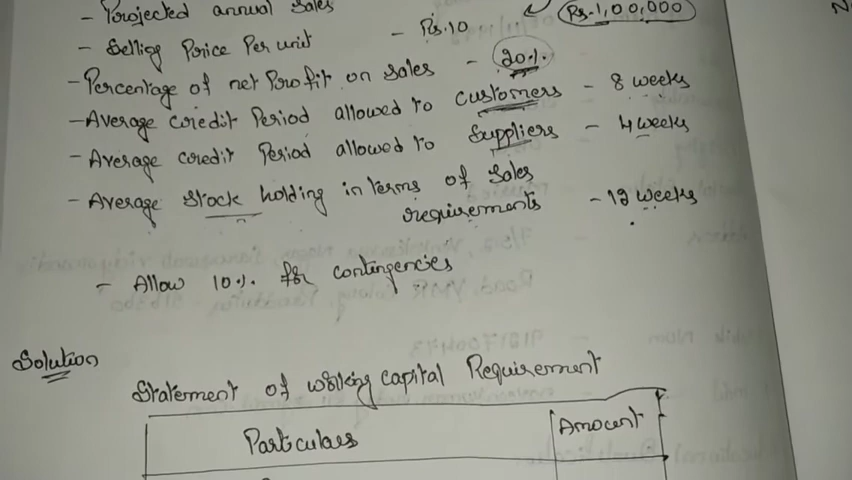 - Projected annual Sales Rs.1,00,000
- Selling Price Per unit - Rs.10
- Percentage of net Profit on Sales - 20%.
- Average credit Period allowed to customers - 8 weeks
- Average credit Period allowed to Suppliers - 4 weeks
- Average stock holding in terms of Sales
requirements - 12 weeks
- Allow 10%. for contingencies
Solution
Statement of working capital Requirement
Particulars Amount